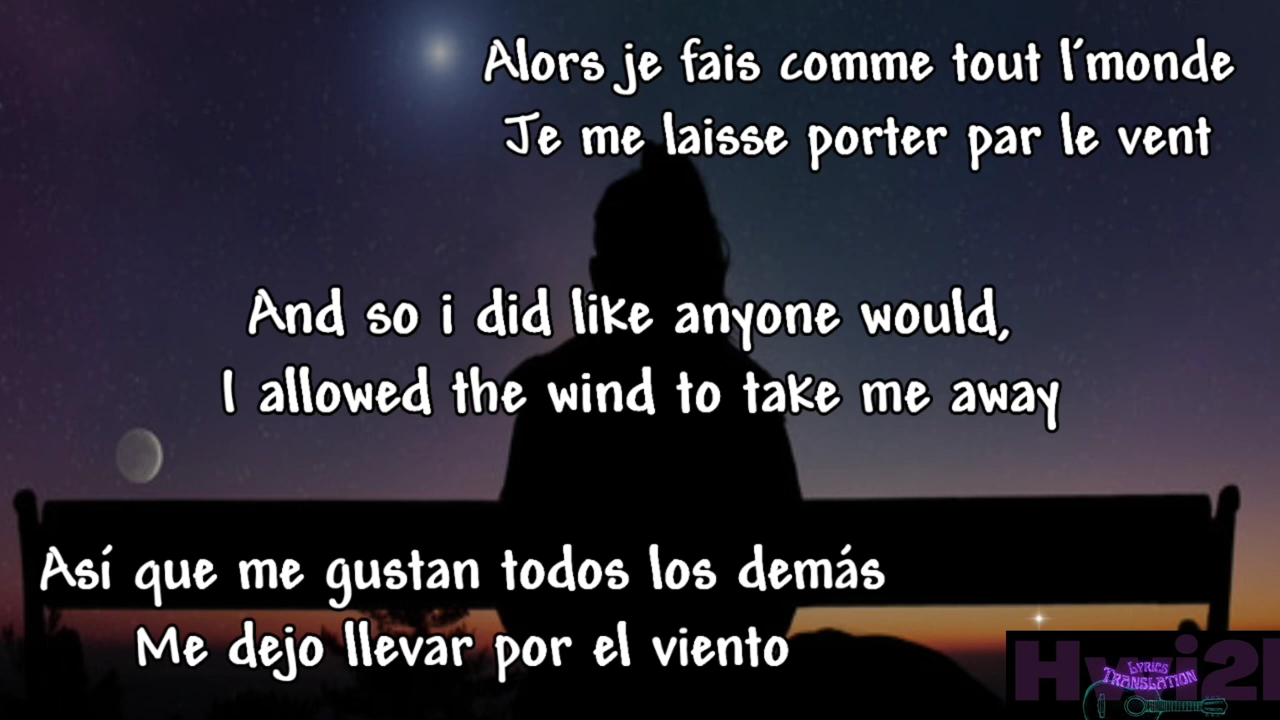 Alors je fais comme tout l'monde
Je me laisse porter par le vent
And so i did like anyone would,
I allowed the wind to take me away
Así que me gustan todos los demás
Me dejo llevar por el viento
LYRICS
TRANSLATION